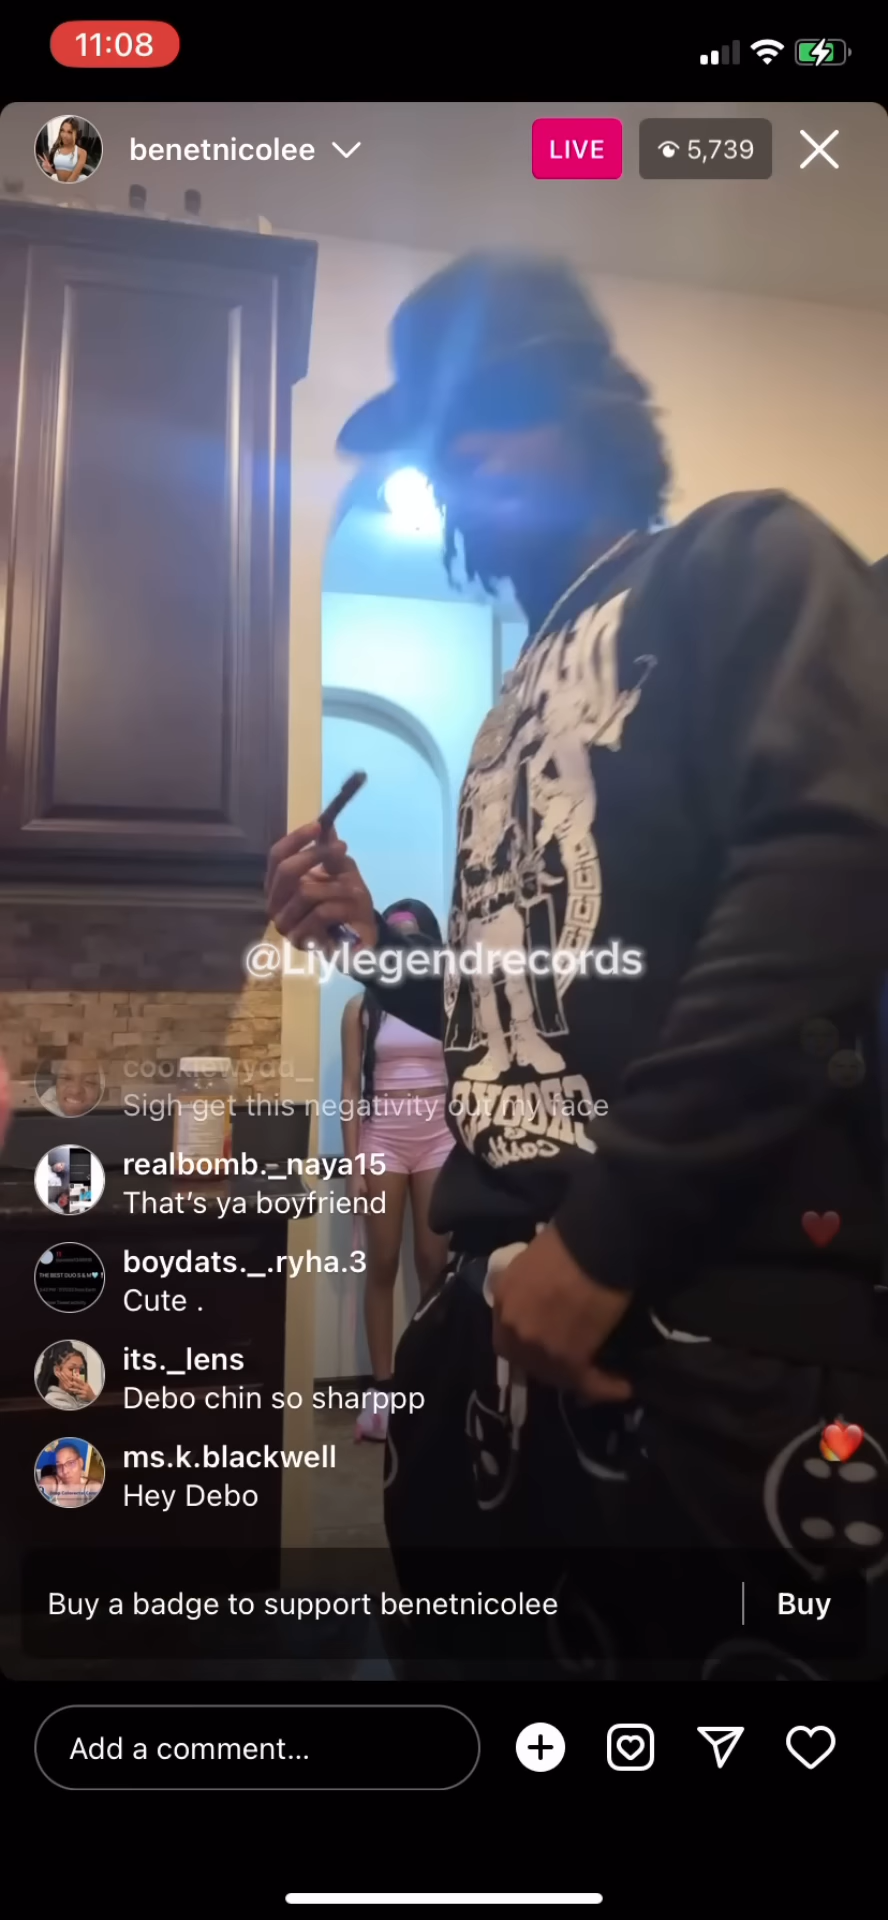 11:08
benetnicolee
LIVE
5,739
@Liylegendrecords
cookiewydd_
Sigh get this negativity out my face
realbomb._naya15
That's ya boyfriend
boydats._.ryha.3
Cute .
its._lens
Debo chin so sharppp
ms.k.blackwell
Hey Debo
Buy a badge to support benetnicolee
Buy
Add a comment...